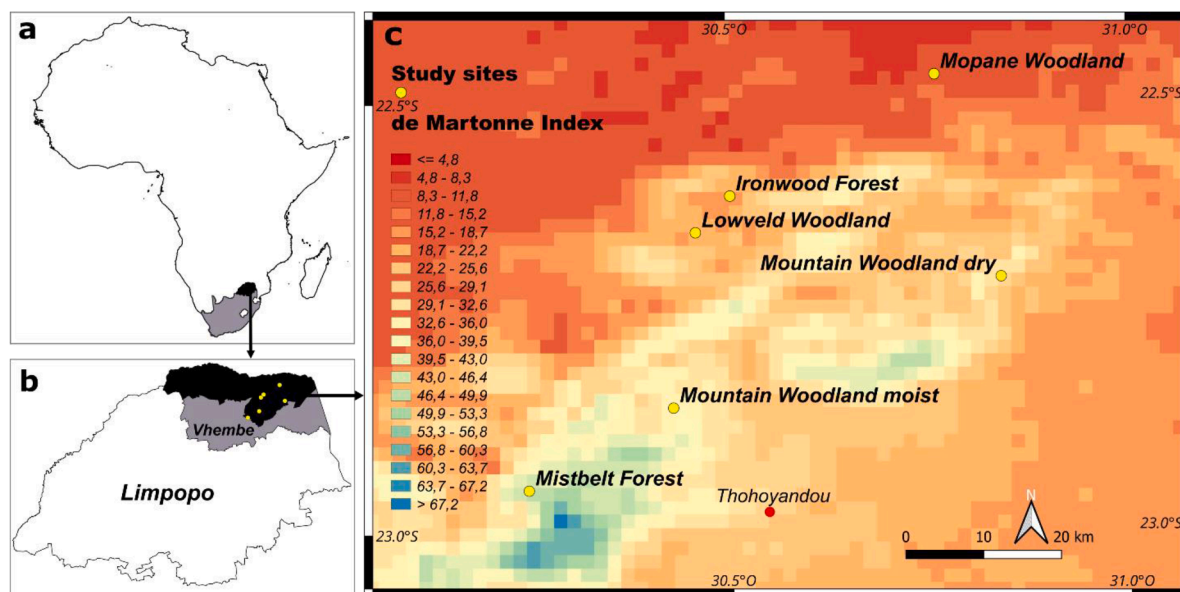 a
b
Vhembe
Limpopo
c
30.5°O
31.0°O
Mopane Woodland
Study sites
22.5°S
22.5°S
de Martonne Index
<= 4,8
4,8 - 8,3
8,3 - 11,8
11,8 - 15,2
15,2 - 18,7
18,7 - 22,2
22,2 - 25,6
25,6 - 29,1
29,1 - 32,6
32,6 - 36,0
36,0 - 39,5
39,5 - 43,0
43,0 - 46,4
46,4 - 49,9
49,9 - 53,3
53,3 - 56,8
56,8 - 60,3
60,3 - 63,7
63,7 - 67,2
> 67,2
Ironwood Forest
Lowveld Woodland
Mountain Woodland dry
Mountain Woodland moist
Mistbelt Forest
Thohoyandou
N
23.0°S
23.0°S
0 10 20 km
30.5°O
31.0°O